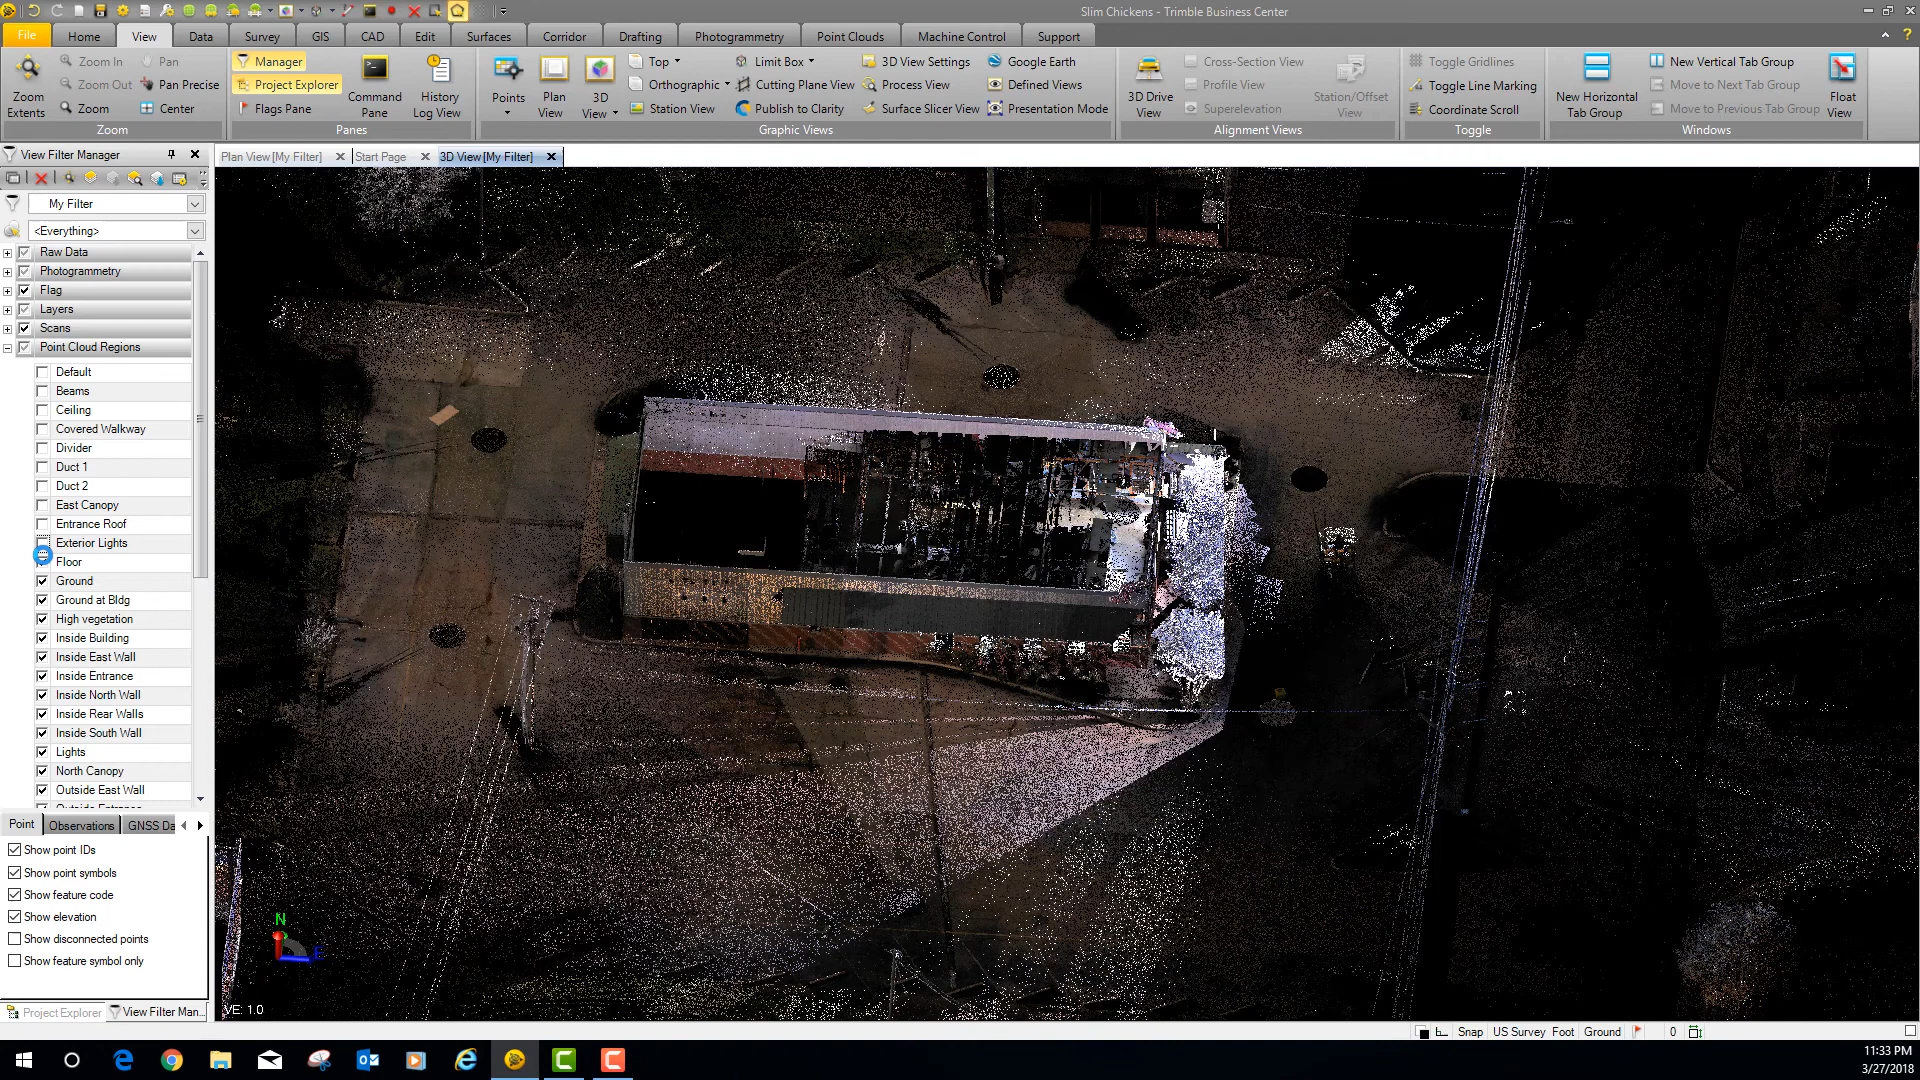 Slim Chickens - Trimble Business Center
File Home View Data Survey GIS CAD Edit Surfaces Corridor Drafting Photogrammetry Point Clouds Machine Control Support
Zoom In Pan
Zoom Out Pan Precise
Zoom Center
Zoom Extents
Zoom
Manager
Project Explorer
Flags Pane
Command Pane
History Log View
Panes
Points
Plan View
3D View
Top
Orthographic
Station View
Limit Box
Cutting Plane View
Publish to Clarity
3D View Settings
Process View
Surface Slicer View
Google Earth
Defined Views
Presentation Mode
Graphic Views
3D Drive View
Cross-Section View
Profile View
Superelevation
Station/Offset View
Alignment Views
Toggle Gridlines
Toggle Line Marking
Coordinate Scroll
Toggle
New Horizontal Tab Group
New Vertical Tab Group
Move to Next Tab Group
Move to Previous Tab Group
Float View
Windows
View Filter Manager
Plan View [My Filter] Start Page 3D View [My Filter]
My Filter
<Everything>
Raw Data
Photogrammetry
Flag
Layers
Scans
Point Cloud Regions
Default
Beams
Ceiling
Covered Walkway
Divider
Duct 1
Duct 2
East Canopy
Entrance Roof
Exterior Lights
Floor
Ground
Ground at Bldg
High vegetation
Inside Building
Inside East Wall
Inside Entrance
Inside North Wall
Inside Rear Walls
Inside South Wall
Lights
North Canopy
Outside East Wall
Outside Entrance
Point Observations GNSS Da
Show point IDs
Show point symbols
Show feature code
Show elevation
Show disconnected points
Show feature symbol only
N
E
VE: 1.0
Project Explorer View Filter Man...
Snap US Survey Foot Ground 0
11:33 PM
3/27/2018